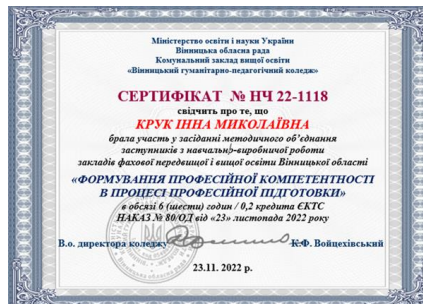 Міністерство освіти і науки України
Вінницька обласна рада
Комунальний заклад вищої освіти
«Вінницький гуманітарно-педагогічний коледж»
СЕРТИФІКАТ № НЧ 22-1118
свідчить про те, що
КРУК ІННА МИКОЛАЇВНА
брала участь у засіданні методичного об'єднання
заступників з навчально-виробничої роботи
закладів фахової передвищої і вищої освіти Вінницької області
«ФОРМУВАННЯ ПРОФЕСІЙНОЇ КОМПЕТЕНТНОСТІ
В ПРОЦЕСІ ПРОФЕСІЙНОЇ ПІДГОТОВКИ»
в обсязі 6 (шести) годин / 0,2 кредита ЄКТС
НАКАЗ № 80/ОД від «23» листопада 2022 року
В.о. директора коледжу К.Ф. Войцехівський
23.11. 2022 р.